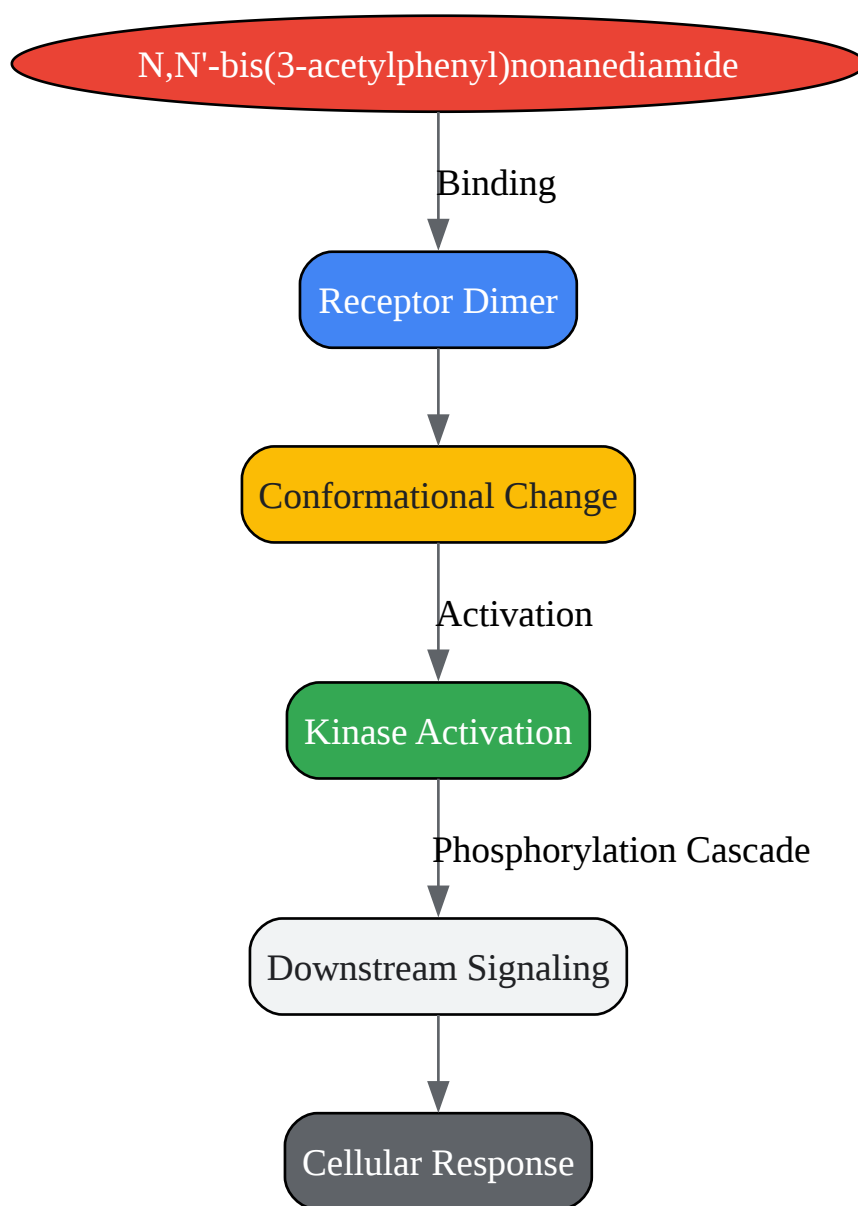 N,N'-bis(3-acetylphenyl)nonanediamide
Binding
Receptor Dimer
Conformational Change
Activation
Kinase Activation
Phosphorylation Cascade
Downstream Signaling
Cellular Response